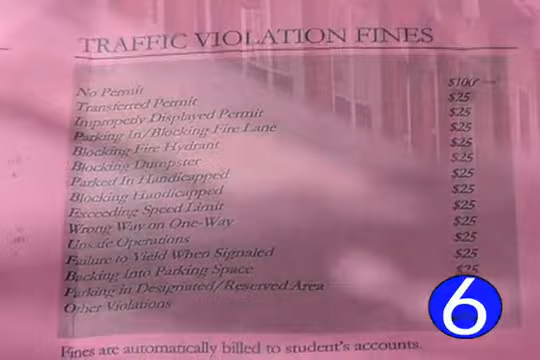 TRAFFIC VIOLATION FINES
No Permit $100
Transferred Permit $25
Improperly Displayed Permit $25
Parking In/Blocking Fire Lane $25
Blocking Fire Hydrant $25
Blocking Dumpster $25
Parked In Handicapped $25
Blocking Handicapped $25
Exceeding Speed Limit $25
Wrong Way on One-Way $25
Unsafe Operations $25
Failure to Yield When Signaled $25
Backing Into Parking Space $25
Parking in Designated/Reserved Area
Other Violations
6
Fines are automatically billed to student's accounts.